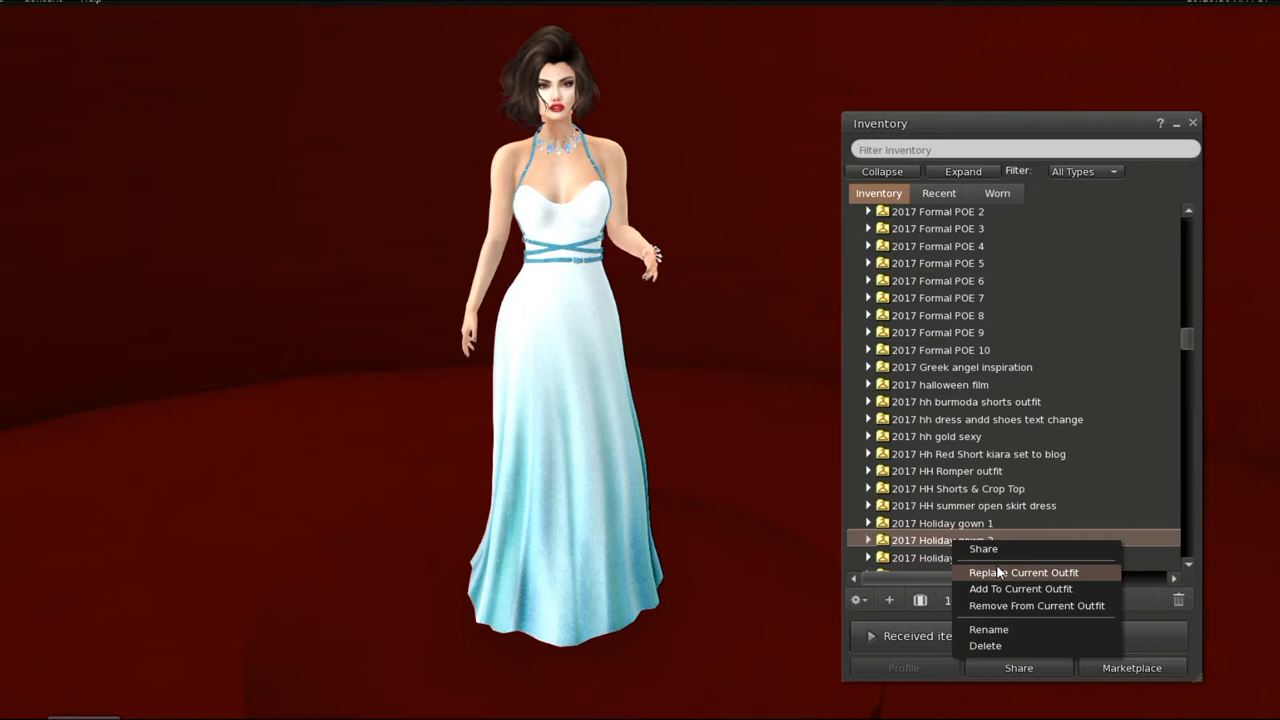 Inventory
?
Filter Inventory
Collapse
Expand
Filter:
All Types
Inventory
Recent
Worn
2017 Formal POE 2
2017 Formal POE 3
2017 Formal POE 4
2017 Formal POE 5
2017 Formal POE 6
2017 Formal POE 7
2017 Formal POE 8
2017 Formal POE 9
2017 Formal POE 10
2017 Greek angel inspiration
2017 halloween film
2017 hh burmoda shorts outfit
2017 hh dress andd shoes text change
2017 hh gold sexy
2017 Hh Red Short kiara set to blog
2017 HH Romper outfit
2017 HH Shorts & Crop Top
2017 HH summer open skirt dress
2017 Holiday gown 1
2017 Holiday gown 2
2017 Holiday
Share
Replace Current Outfit
Add To Current Outfit
Remove From Current Outfit
Rename
Delete
Received
Profile
Share
Marketplace